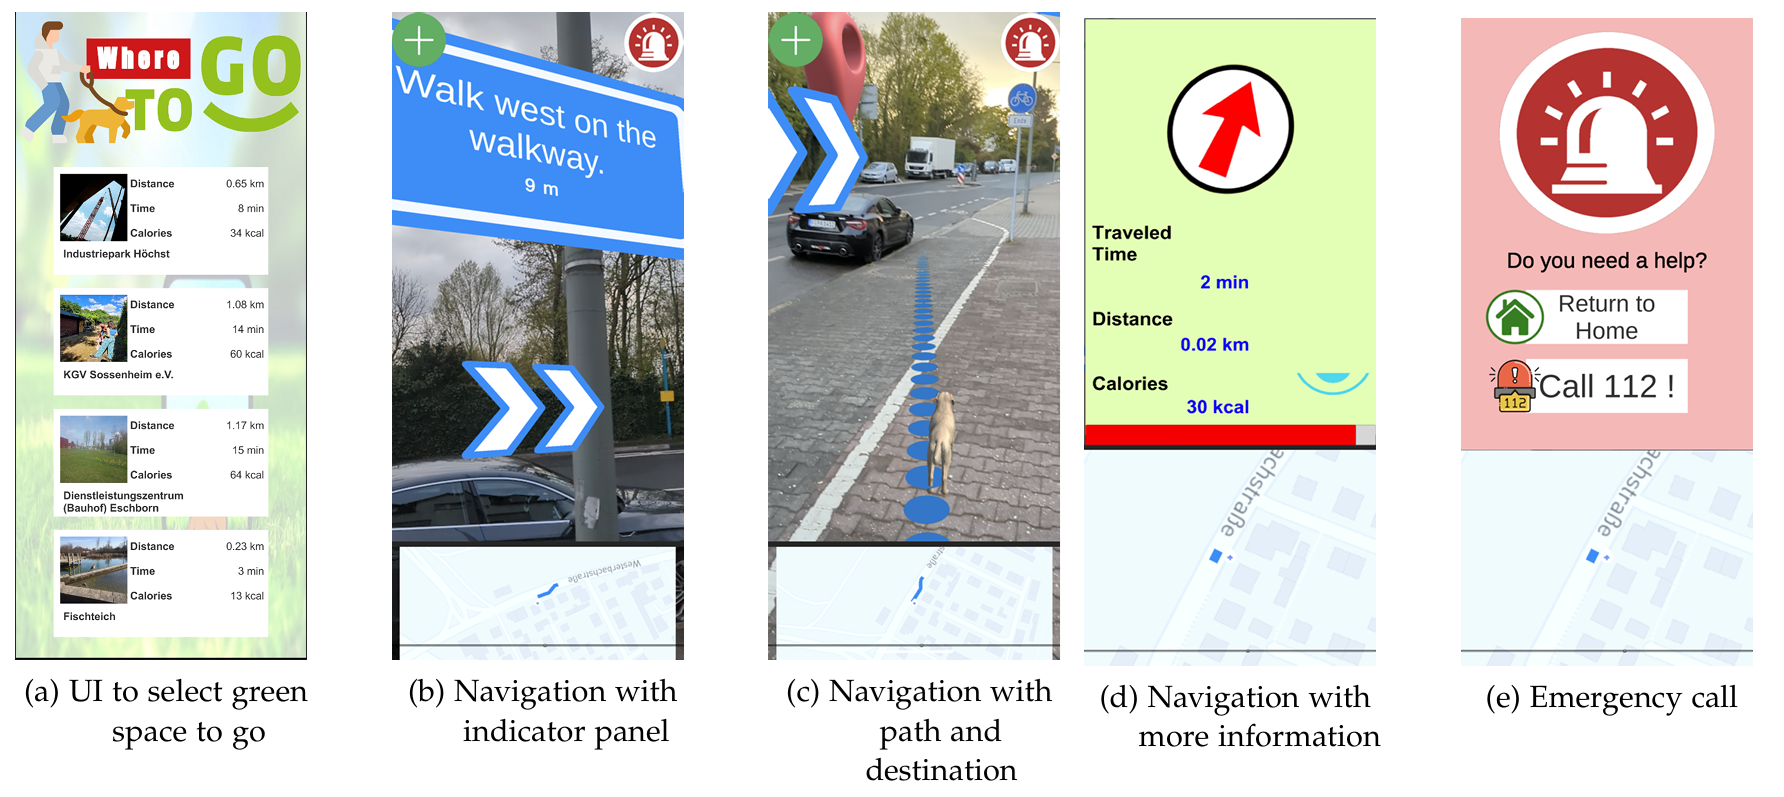 Where
TO GO
Distance 0.65 km
Time 8 min
Calories 34 kcal
Industriepark Höchst
Distance 1.08 km
Time 14 min
Calories 60 kcal
KGV Sossenheim e.V.
Distance 1.17 km
Time 15 min
Calories 64 kcal
Dienstleistungszentrum
(Bauhof) Eschborn
Distance 0.23 km
Time 3 min
Calories 13 kcal
Fischteich
(a) UI to select green
space to go
Walk west on the
walkway.
9 m
Westerbachstraße
(b) Navigation with
indicator panel
Ende
straße
(c) Navigation with
path and
destination
Traveled
Time
2 min
Distance
0.02 km
Calories
30 kcal
achstraße
(d) Navigation with
more information
Do you need a help?
Return to
Home
112
Call 112 !
achstraße
(e) Emergency call